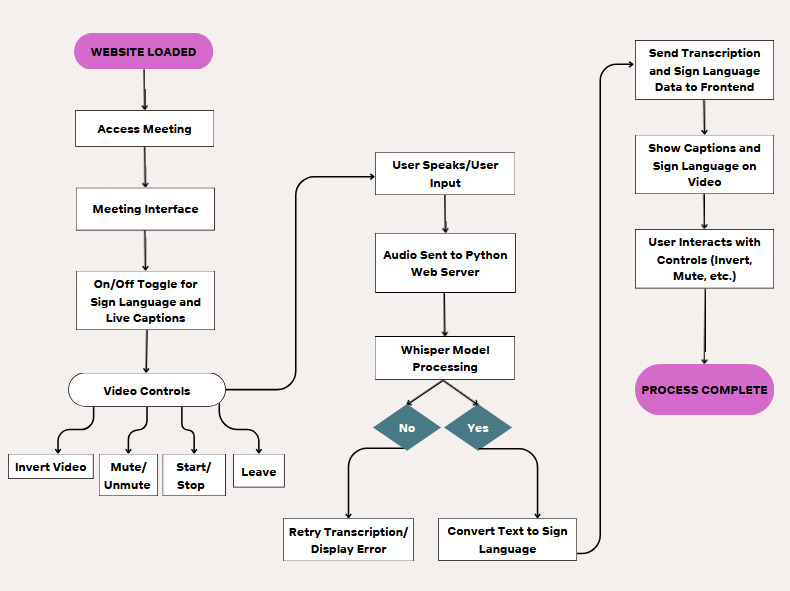 WEBSITE LOADED
Access Meeting
Meeting Interface
On/Off Toggle for
Sign Language and
Live Captions
Video Controls
Invert Video
Mute/
Unmute
Start/
Stop
Leave
User Speaks/User
Input
Audio Sent to Python
Web Server
Whisper Model
Processing
No
Yes
Retry Transcription/
Display Error
Convert Text to Sign
Language
Send Transcription
and Sign Language
Data to Frontend
Show Captions and
Sign Language on
Video
User Interacts with
Controls (Invert,
Mute, etc.)
PROCESS COMPLETE